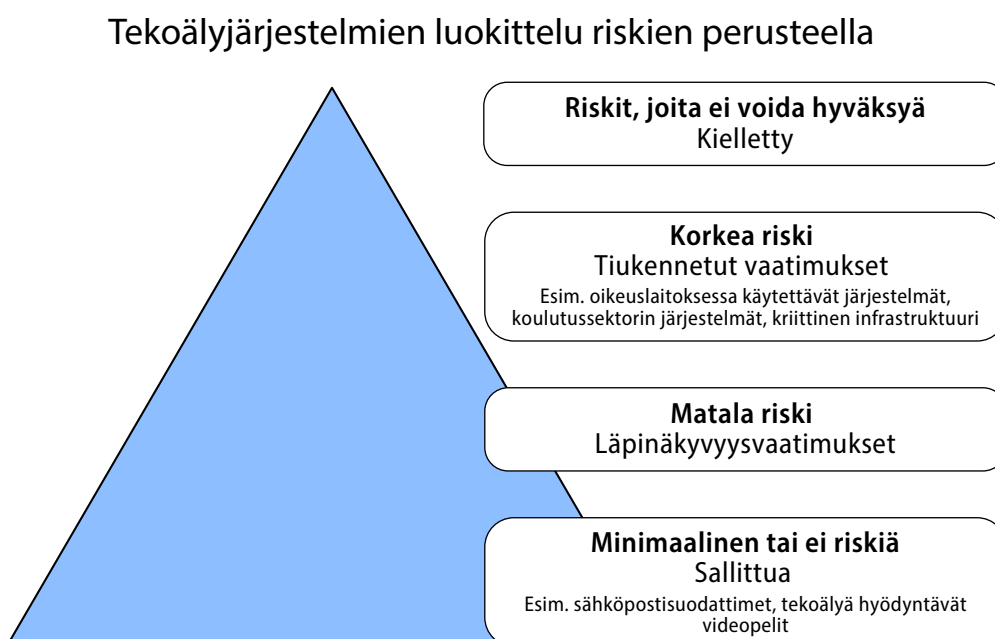 Tekoälyjärjestelmien luokittelu riskien perusteella
Riskit, joita ei voida hyväksyä
Kielletty
Korkea riski
Tiukennetut vaatimukset
Esim. oikeuslaitoksessa käytettävät järjestelmät,
koulutussektorin järjestelmät, kriittinen infrastruktuuri
Matala riski
Läpinäkyvyysvaatimukset
Minimaalinen tai ei riskiä
Sallittua
Esim. sähköpostisuodattimet, tekoälyä hyödyntävät
videopelit